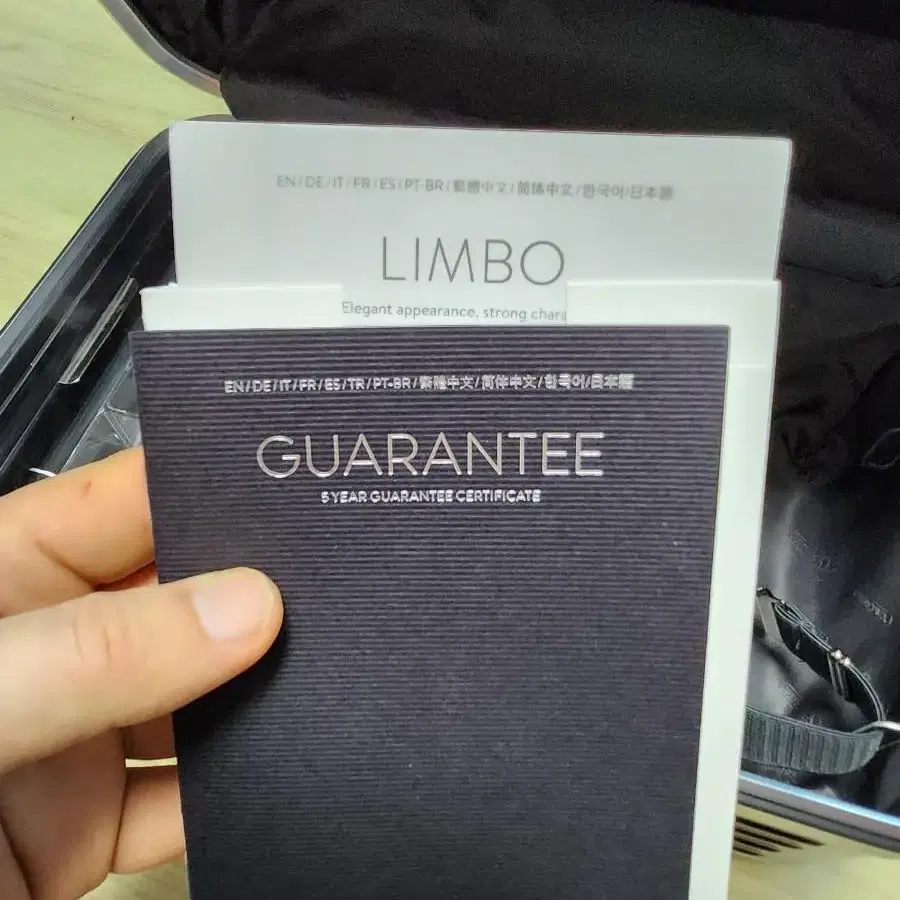 EN/DE/IT/FR/ES/PT-BR/繁體中文/简体中文/한국어/日本語
LIMBO
Elegant appearance, strong chara
EN/DE/IT/FR/ES/TR/PT-BR/繁體中文/简体中文/한국어/日本語
GUARANTEE
5 YEAR GUARANTEE CERTIFICATE